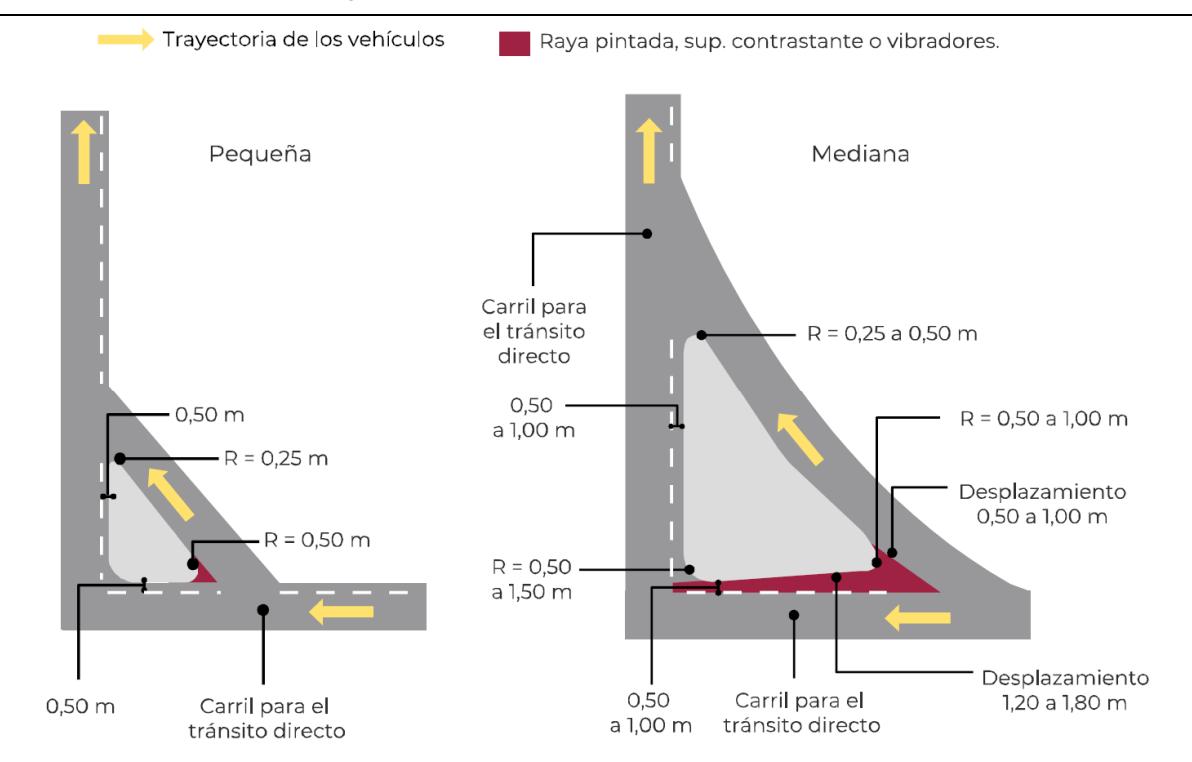 Trayectoria de los vehículos
Raya pintada, sup. contrastante o vibradores.
Pequeña
0,50 m
R = 0,25 m
R = 0,50 m
0,50 m
Carril para el
tránsito directo
Mediana
Carril para
el tránsito
directo
R = 0,25 a 0,50 m
0,50
a 1,00 m
R = 0,50 a 1,00 m
Desplazamiento
0,50 a 1,00 m
R = 0,50
a 1,50 m
0,50
a 1,00 m
Carril para el
tránsito directo
Desplazamiento
1,20 a 1,80 m